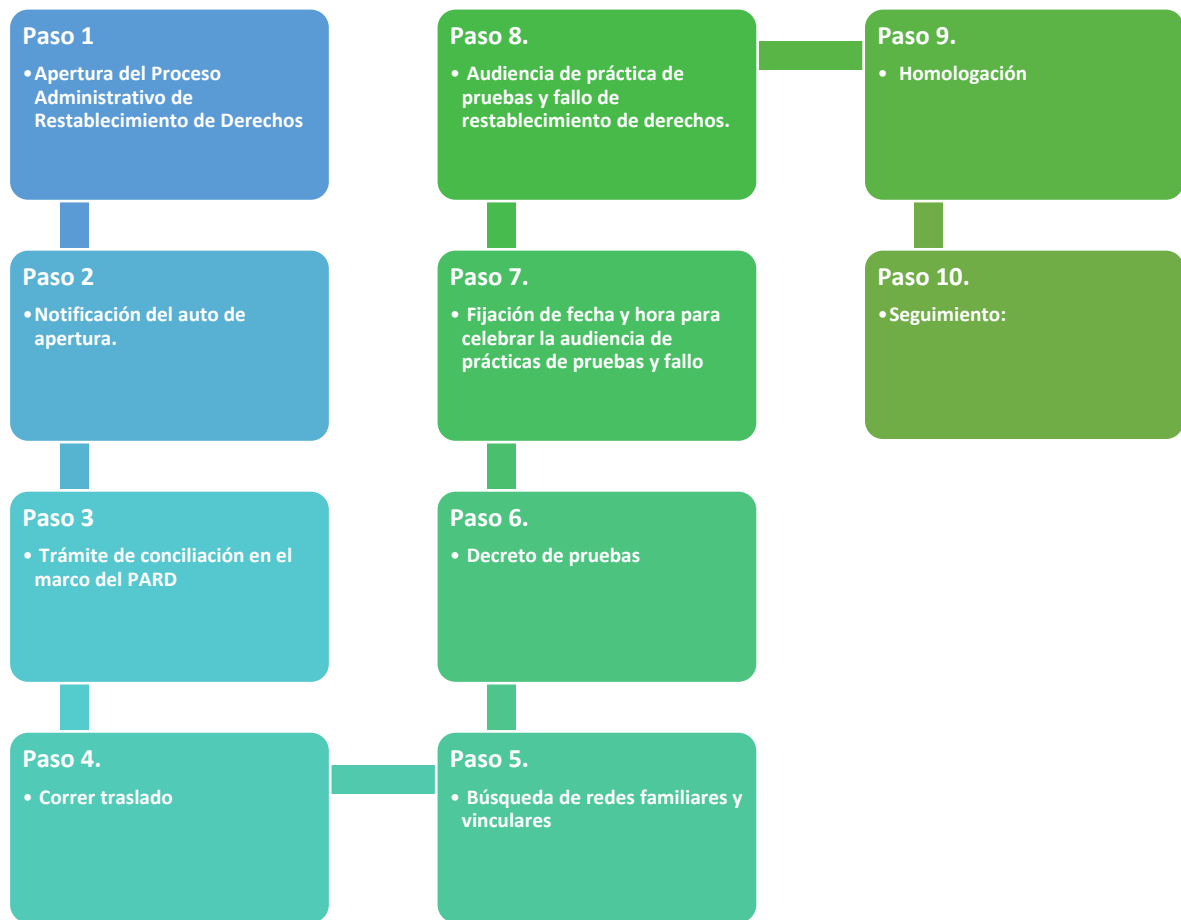 Paso 1
•Apertura del Proceso
Administrativo de
Restablecimiento de Derechos
Paso 2
•Notificación del auto de
apertura.
Paso 3
• Trámite de conciliación en el
marco del PARD
Paso 4.
• Correr traslado
Paso 5.
• Búsqueda de redes familiares y
vinculares
Paso 6.
• Decreto de pruebas
Paso 7.
• Fijación de fecha y hora para
celebrar la audiencia de
prácticas de pruebas y fallo
Paso 8.
• Audiencia de práctica de
pruebas y fallo de
restablecimiento de derechos.
Paso 9.
• Homologación
Paso 10.
•Seguimiento: